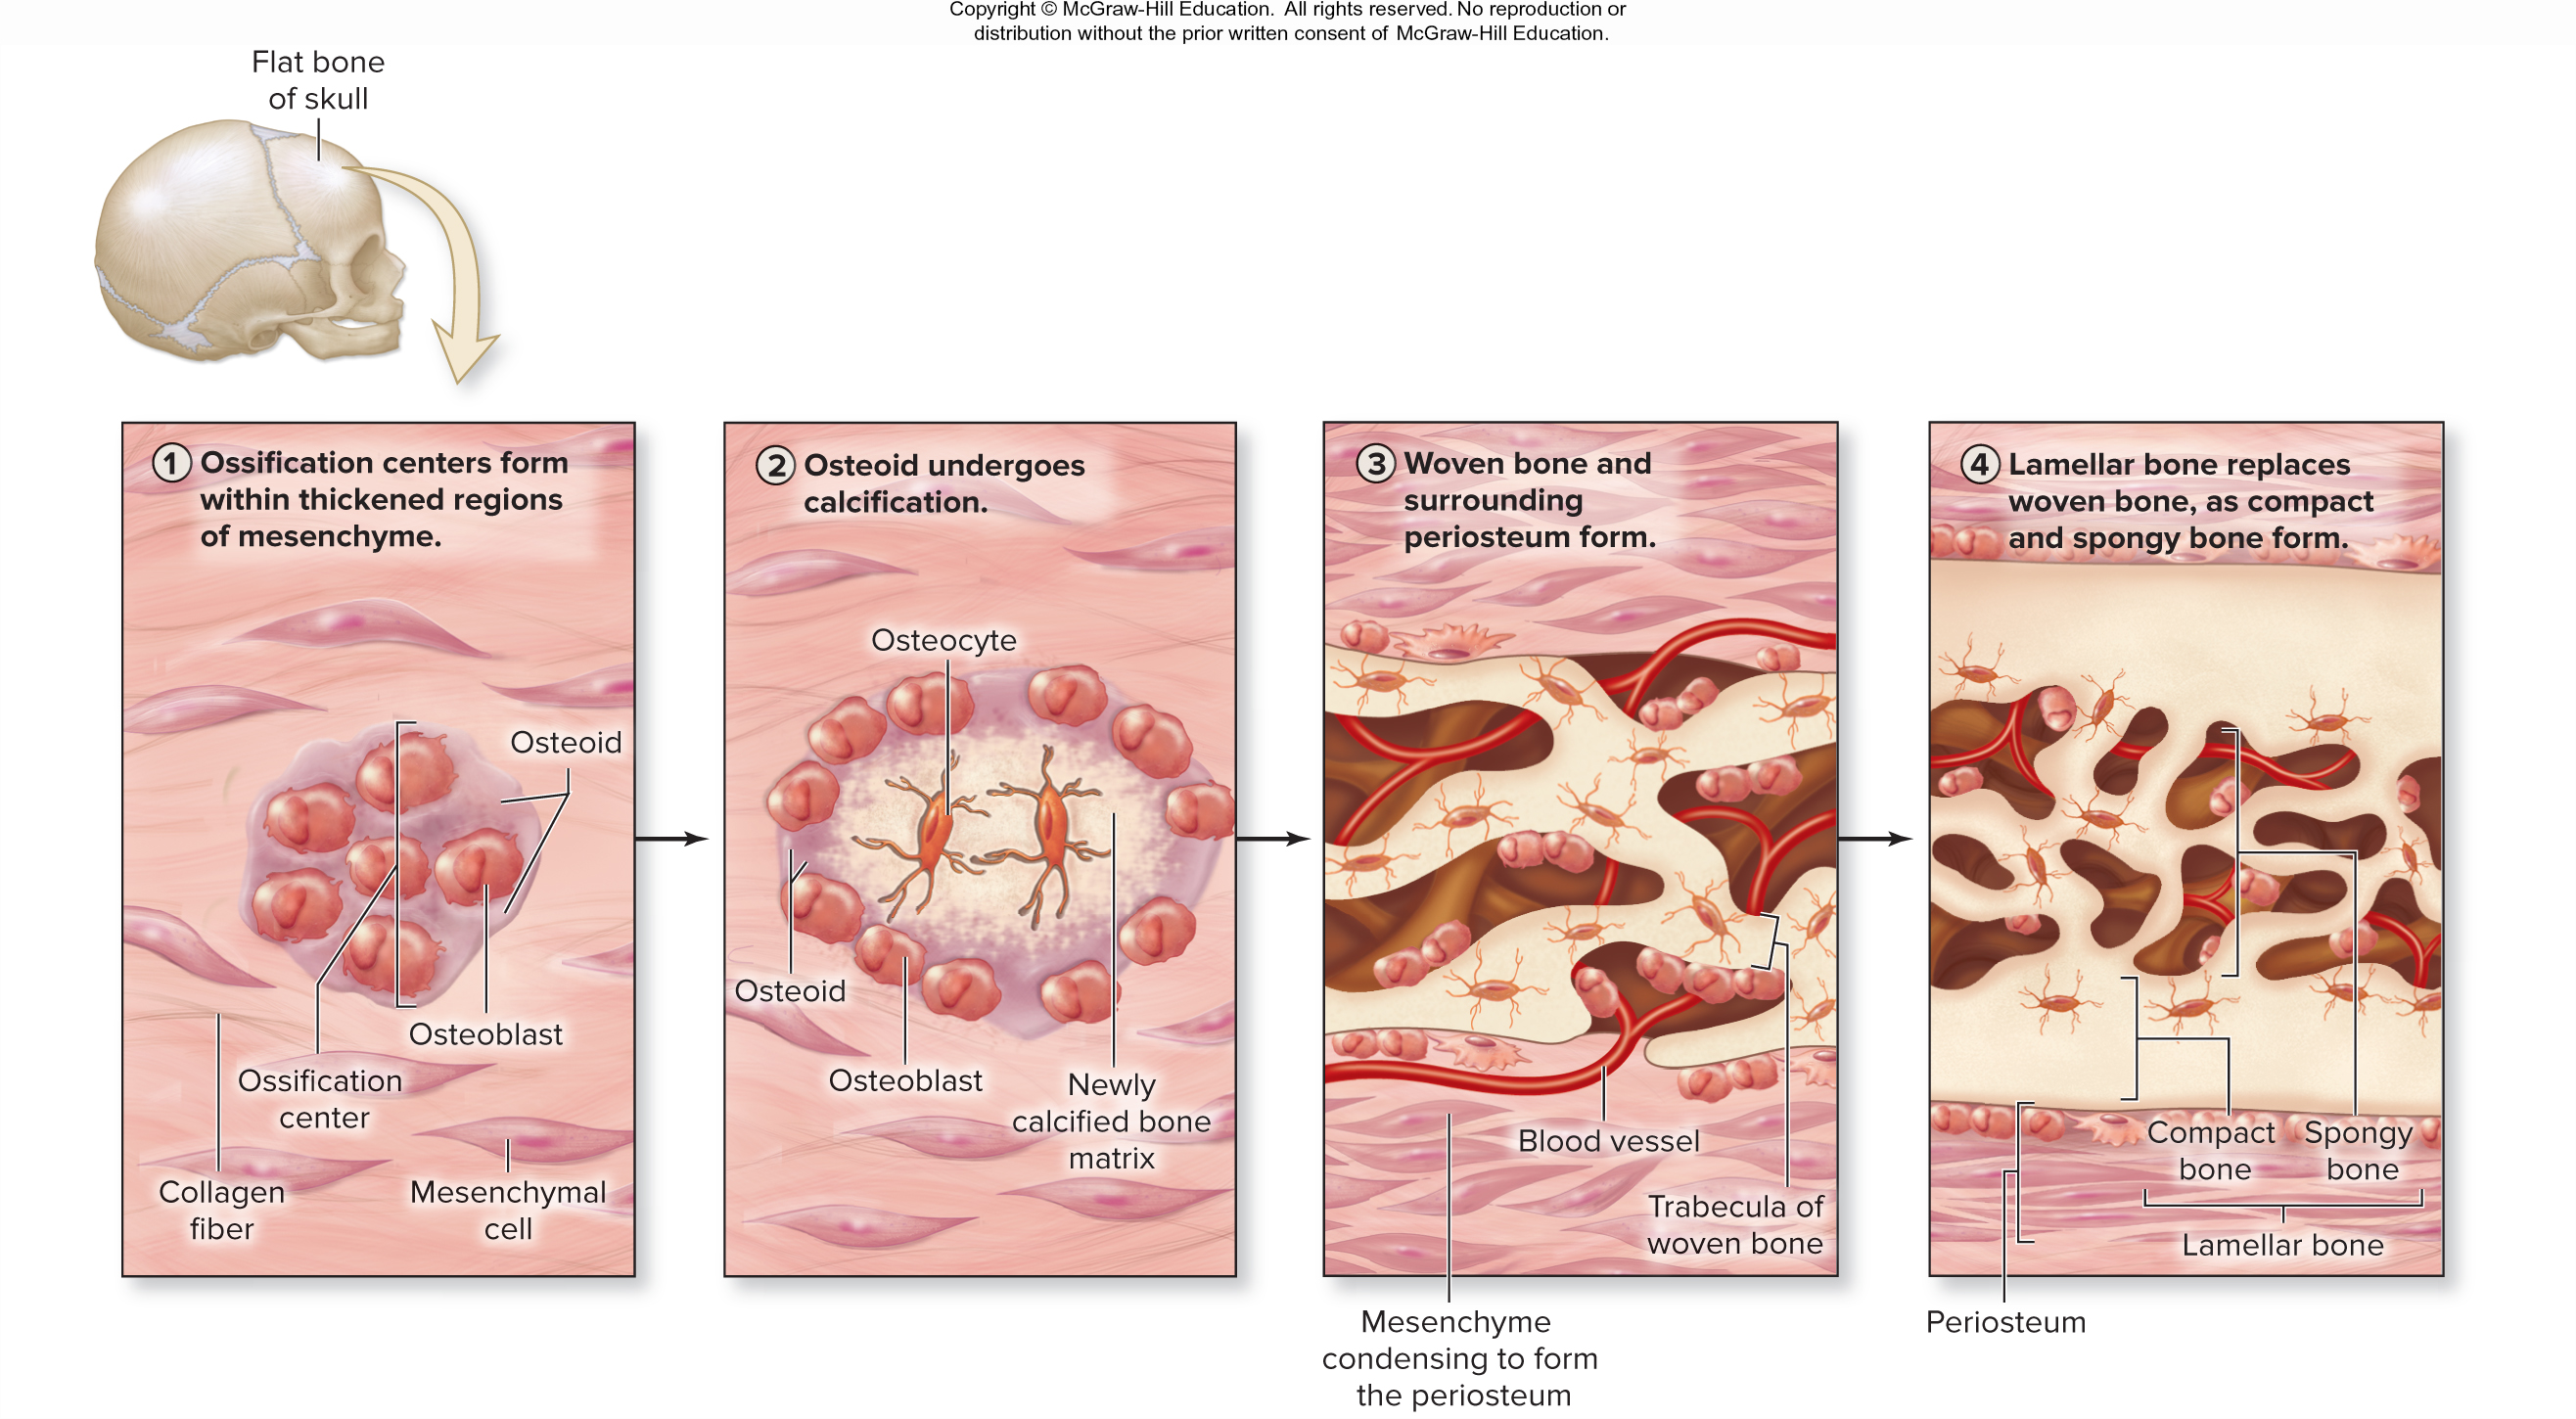 Copyright © McGraw-Hill Education. All rights reserved. No reproduction or
distribution without the prior written consent of McGraw-Hill Education.
Flat bone
of skull
1 Ossification centers form
within thickened regions
of mesenchyme.
Osteoid
Osteoblast
Ossification
center
Collagen
fiber
Mesenchymal
cell
2 Osteoid undergoes
calcification.
Osteocyte
Osteoid
Osteoblast
Newly
calcified bone
matrix
3 Woven bone and
surrounding
periosteum form.
Blood vessel
Trabecula of
woven bone
Mesenchyme
condensing to form
the periosteum
4 Lamellar bone replaces
woven bone, as compact
and spongy bone form.
Compact
bone
Spongy
bone
Lamellar bone
Periosteum